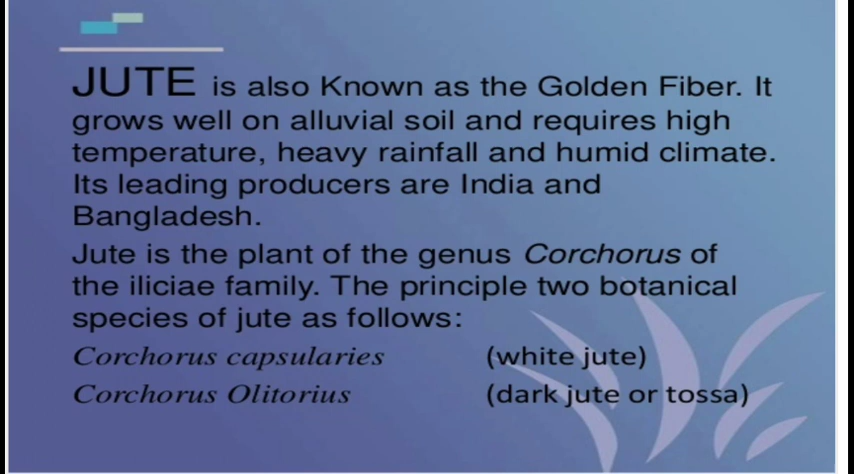 JUTE is also Known as the Golden Fiber. It
grows well on alluvial soil and requires high
temperature, heavy rainfall and humid climate.
Its leading producers are India and
Bangladesh.
Jute is the plant of the genus Corchorus of
the iliciae family. The principle two botanical
species of jute as follows:
Corchorus capsularies (white jute)
Corchorus Olitorius (dark jute or tossa)